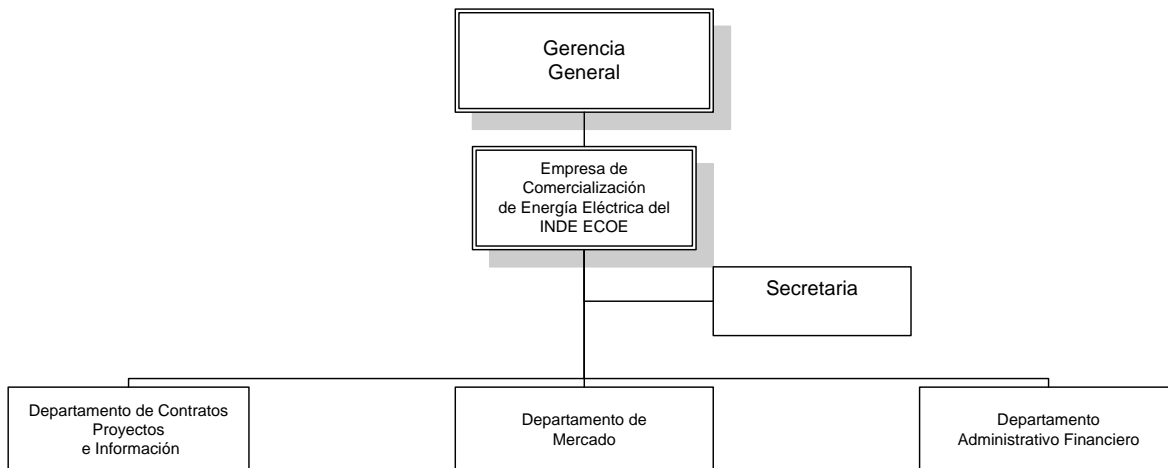 Gerencia
General
Empresa de
Comercialización
de Energía Eléctrica del
INDE ECOE
Secretaria
Departamento de Contratos
Proyectos
e Información
Departamento de
Mercado
Departamento
Administrativo Financiero